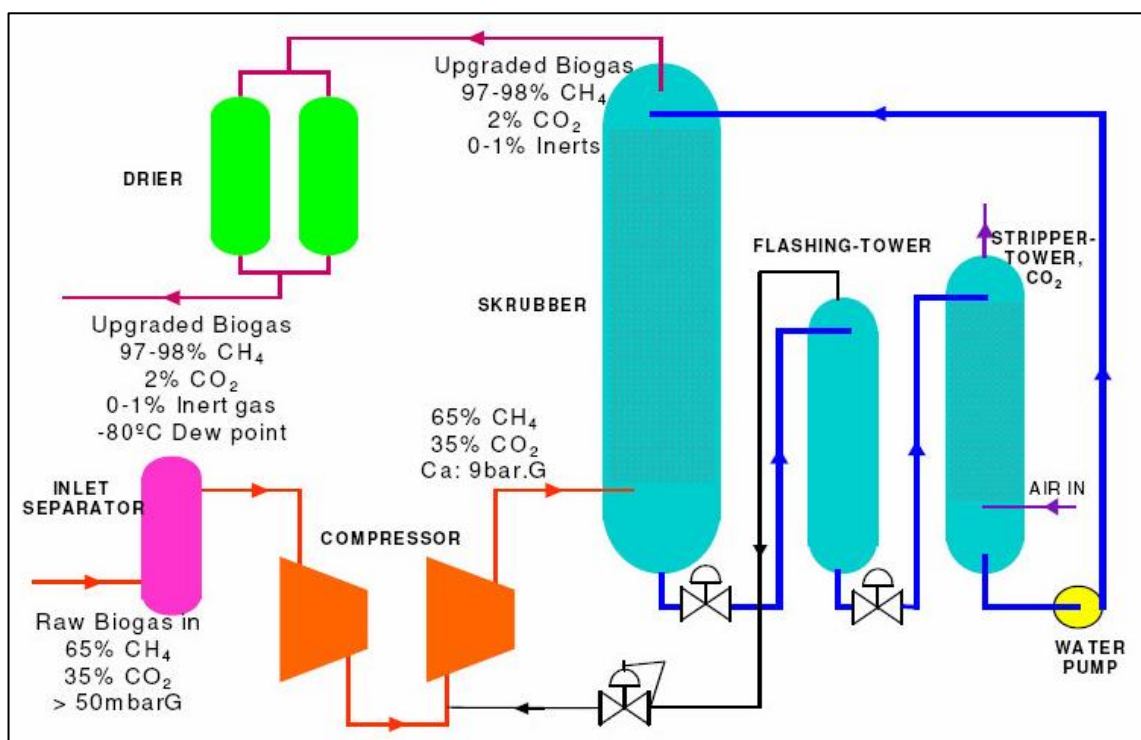 Upgraded Biogas
97-98% CH₄
2% CO₂
0-1% Inerts
DRIER
FLASHING-TOWER
STRIPPER-
TOWER,
CO₂
SKRUBBER
Upgraded Biogas
97-98% CH₄
2% CO₂
0-1% Inert gas
-80ºC Dew point
65% CH₄
35% CO₂
Ca: 9bar.G
INLET
SEPARATOR
AIR IN
COMPRESSOR
Raw Biogas in
65% CH₄
35% CO₂
> 50mbarG
WATER
PUMP